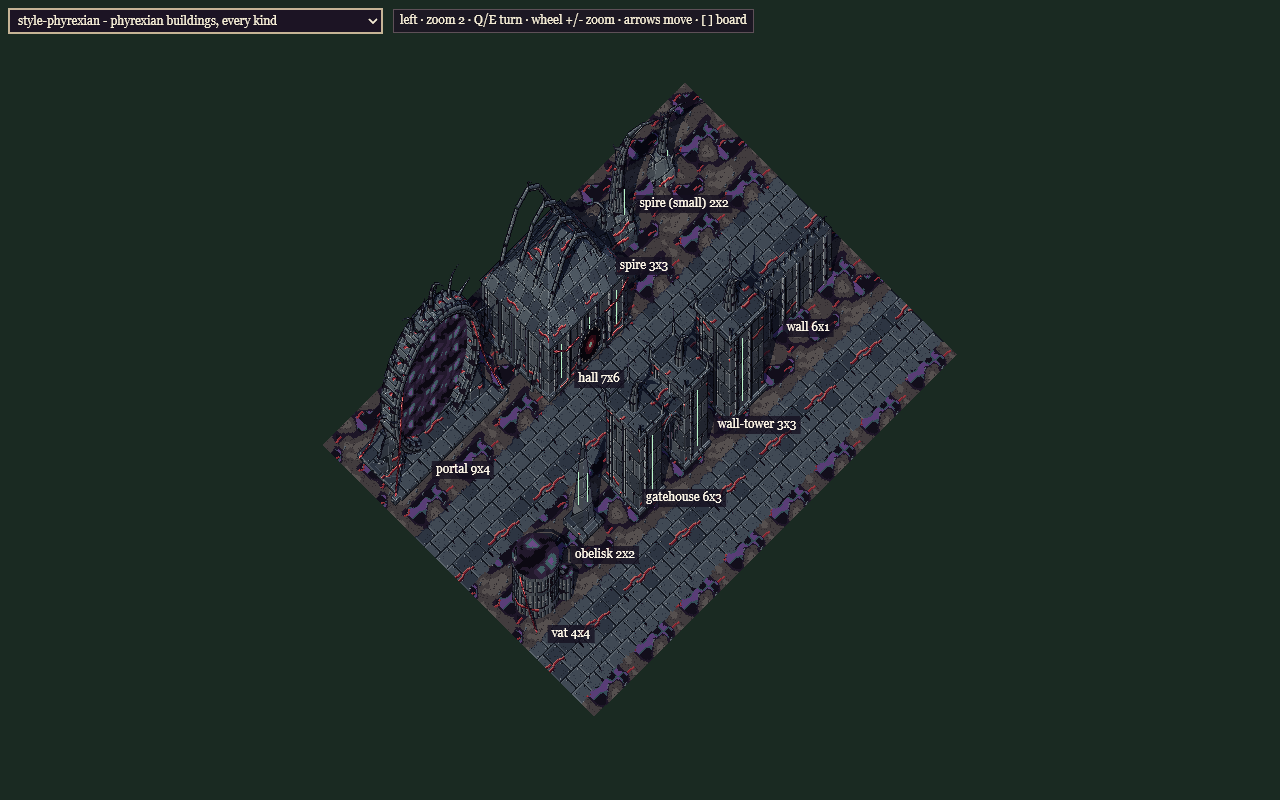 style-phyrexian - phyrexian buildings, every kind
left · zoom 2 · Q/E turn · wheel +/- zoom · arrows move · [ ] board
spire (small) 2x2
spire 3x3
wall 6x1
hall 7x6
wall-tower 3x3
portal 9x4
gatehouse 6x3
obelisk 2x2
vat 4x4